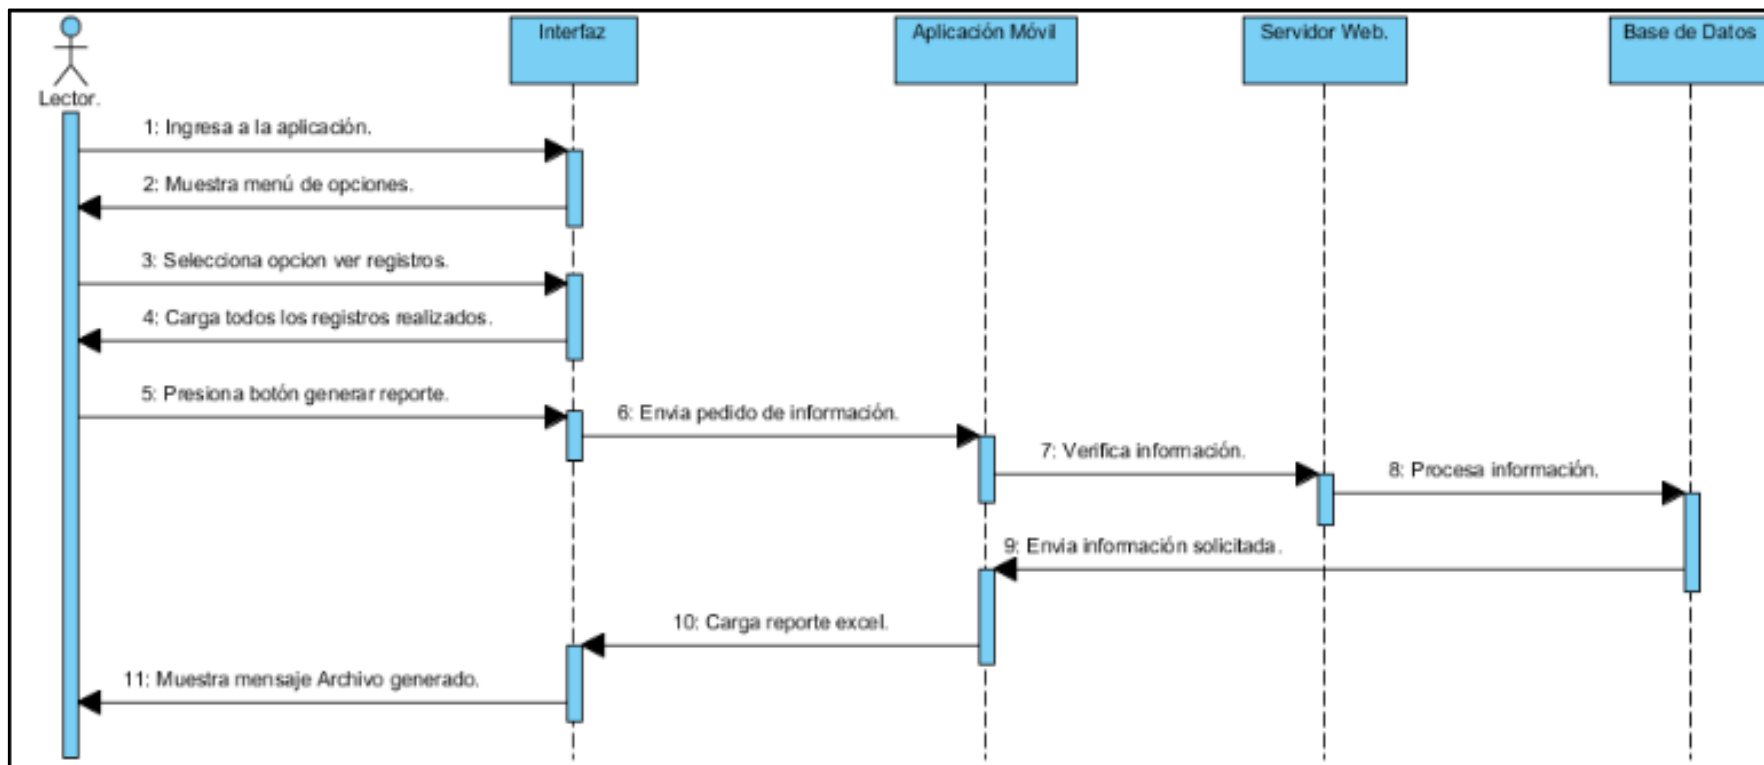 Interfaz
Aplicación Móvil
Servidor Web.
Base de Datos
Lector.
1: Ingresa a la aplicación.
2: Muestra menú de opciones.
3: Selecciona opcion ver registros.
4: Carga todos los registros realizados.
5: Presiona botón generar reporte.
6: Envia pedido de información.
7: Verifica información.
8: Procesa información.
9: Envia información solicitada.
10: Carga reporte excel.
11: Muestra mensaje Archivo generado.